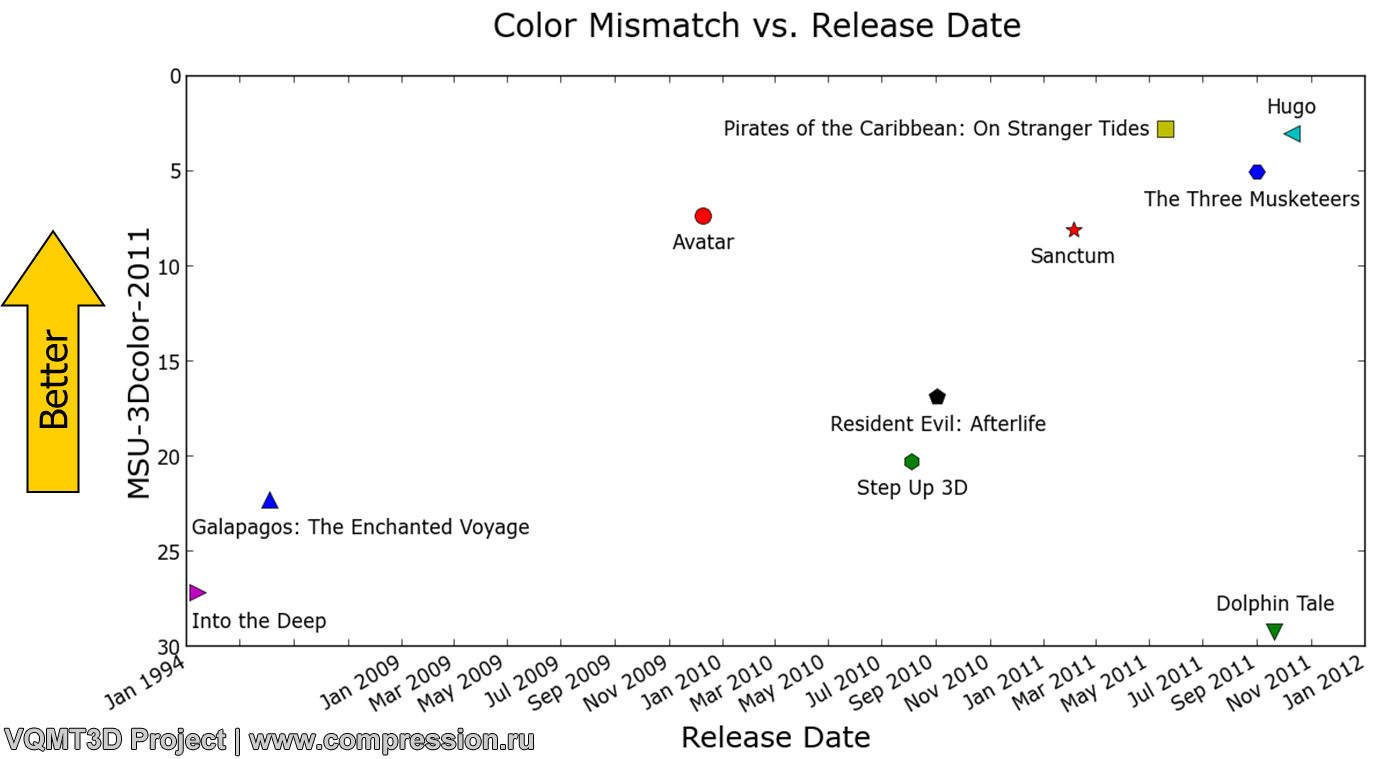 Color Mismatch vs. Release Date
0
Hugo
Pirates of the Caribbean: On Stranger Tides
5
The Three Musketeers
Avatar
Sanctum
10
MSU-3Dcolor-2011
Better
15
Resident Evil: Afterlife
20
Step Up 3D
Galapagos: The Enchanted Voyage
25
Dolphin Tale
Into the Deep
30
Jan 1994
Jan 2009
Mar 2009
May 2009
Jul 2009
Sep 2009
Nov 2009
Jan 2010
Mar 2010
May 2010
Jul 2010
Sep 2010
Nov 2010
Jan 2011
Mar 2011
May 2011
Jul 2011
Sep 2011
Nov 2011
Jan 2012
Release Date
VQMT3D Project | www.compression.ru